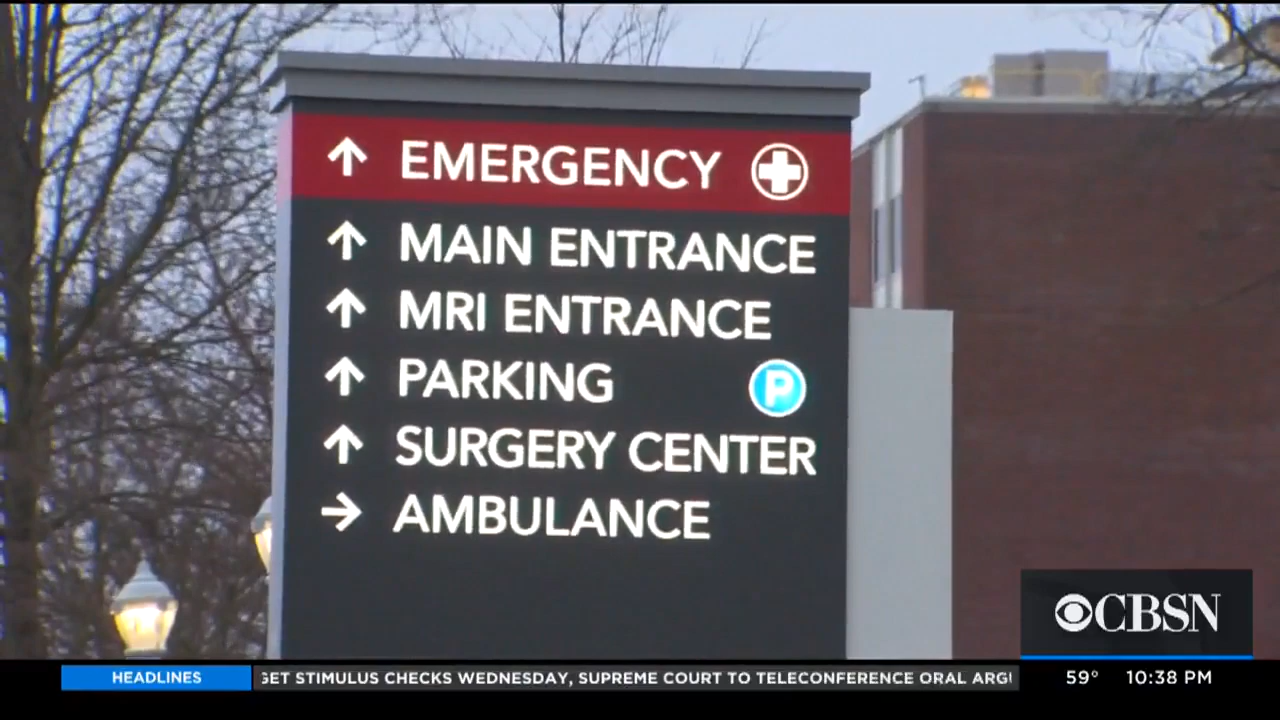 EMERGENCY
MAIN ENTRANCE
MRI ENTRANCE
PARKING P
SURGERY CENTER
AMBULANCE
CBSN
HEADLINES GET STIMULUS CHECKS WEDNESDAY, SUPREME COURT TO TELECONFERENCE ORAL 59° 10:38 PM